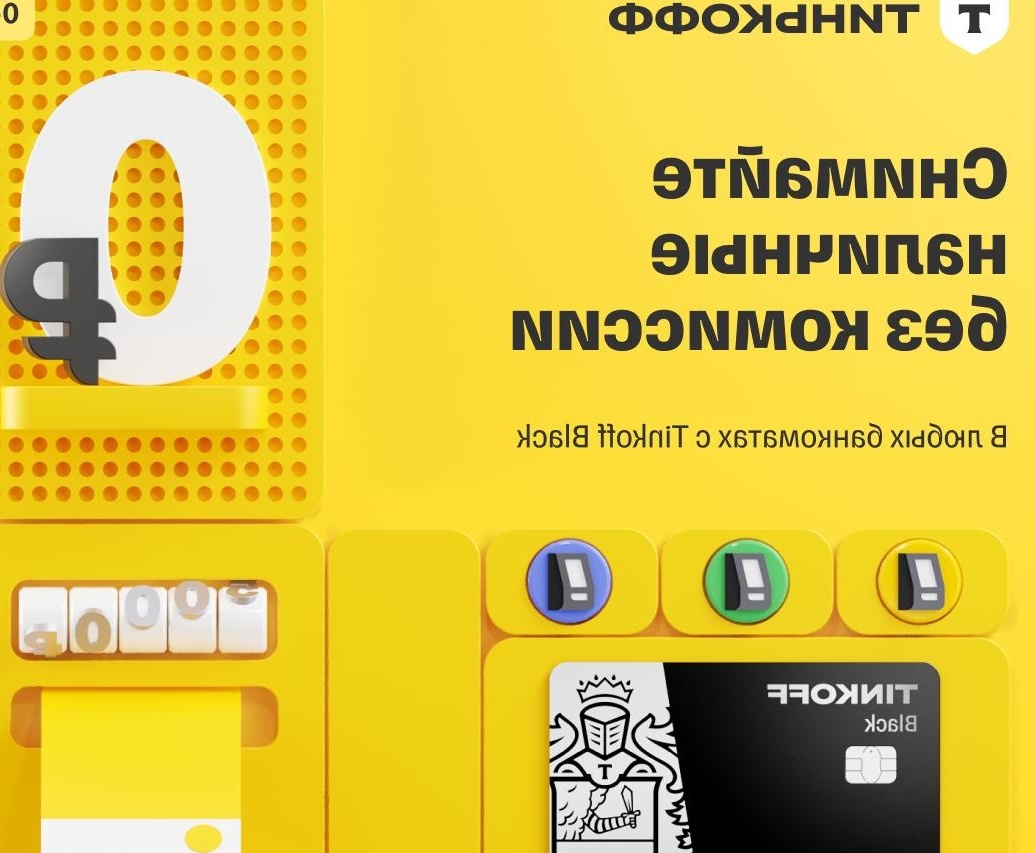 ТИНЬКОФФ
Снимайте
наличные
без комиссии
В любых банкоматах с Tinkoff Black
0
₽
TINKOFF
Black
T